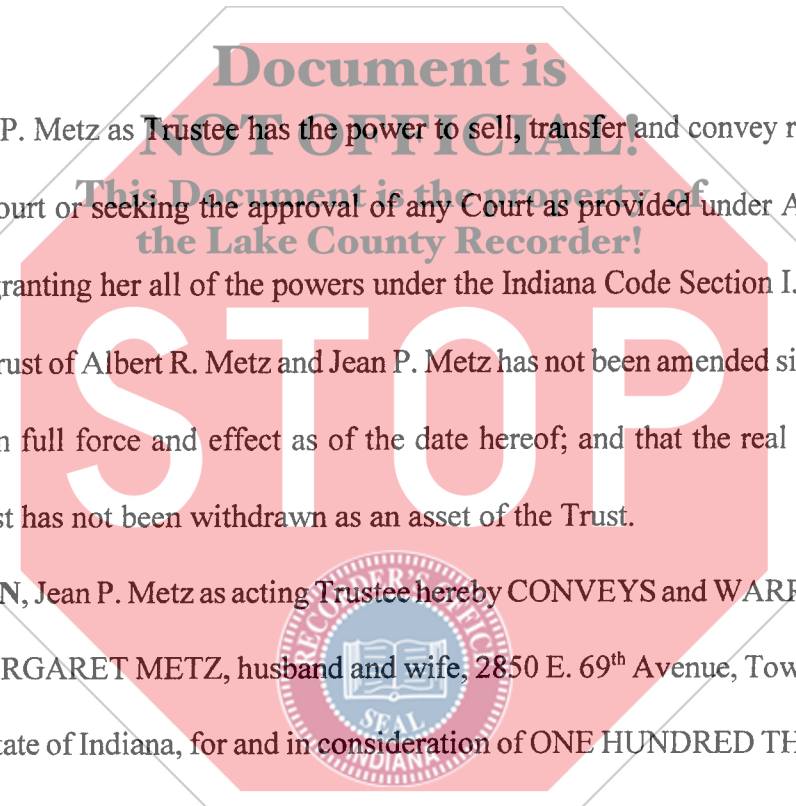 Document is
P. Metz as Trustee has the power to sell, transfer and convey r
NOT OFFICIAL!
This Document is the property of
ourt or seeking the approval of any Court as provided under A
the Lake County Recorder!
granting her all of the powers under the Indiana Code Section I.
rust of Albert R. Metz and Jean P. Metz has not been amended si
STOP
n full force and effect as of the date hereof; and that the real
st has not been withdrawn as an asset of the Trust.
N, Jean P. Metz as acting Trustee hereby CONVEYS and WARR
RECORDER'S OFFICE
RGARET METZ, husband and wife, 2850 E. 69th Avenue, Tow
SEAL
tate of Indiana, for and in consideration of ONE HUNDRED TH
INDIANA